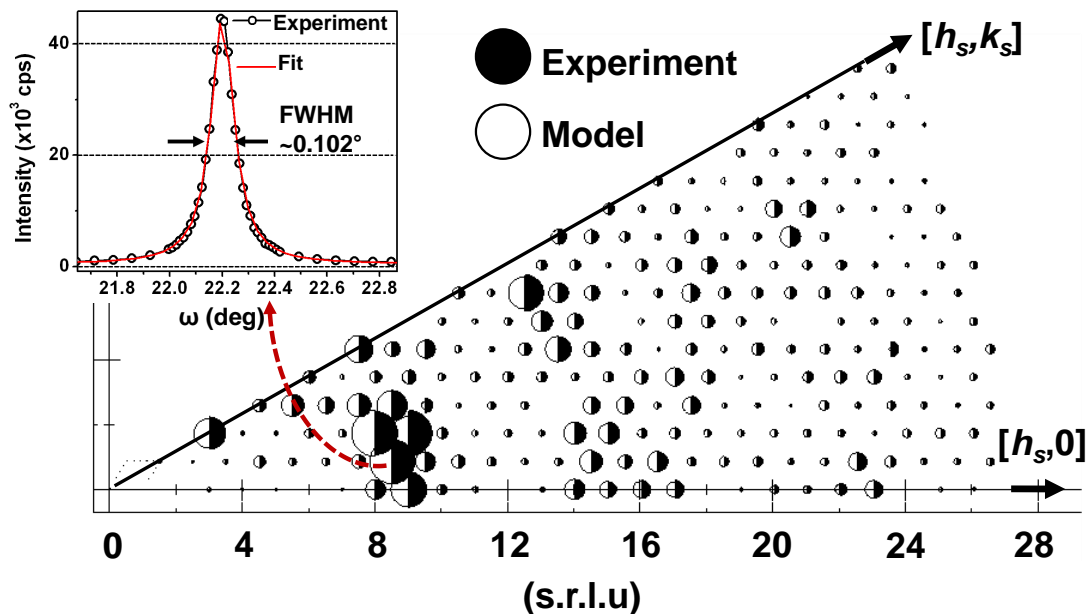 Experiment
Fit
FWHM
~0.102°
Intensity (x10³ cps)
40
20
0
21.8 22.0 22.2 22.4 22.6 22.8
ω (deg)
Experiment
Model
[hₛ,kₛ]
[hₛ,0]
0 4 8 12 16 20 24 28
(s.r.l.u)